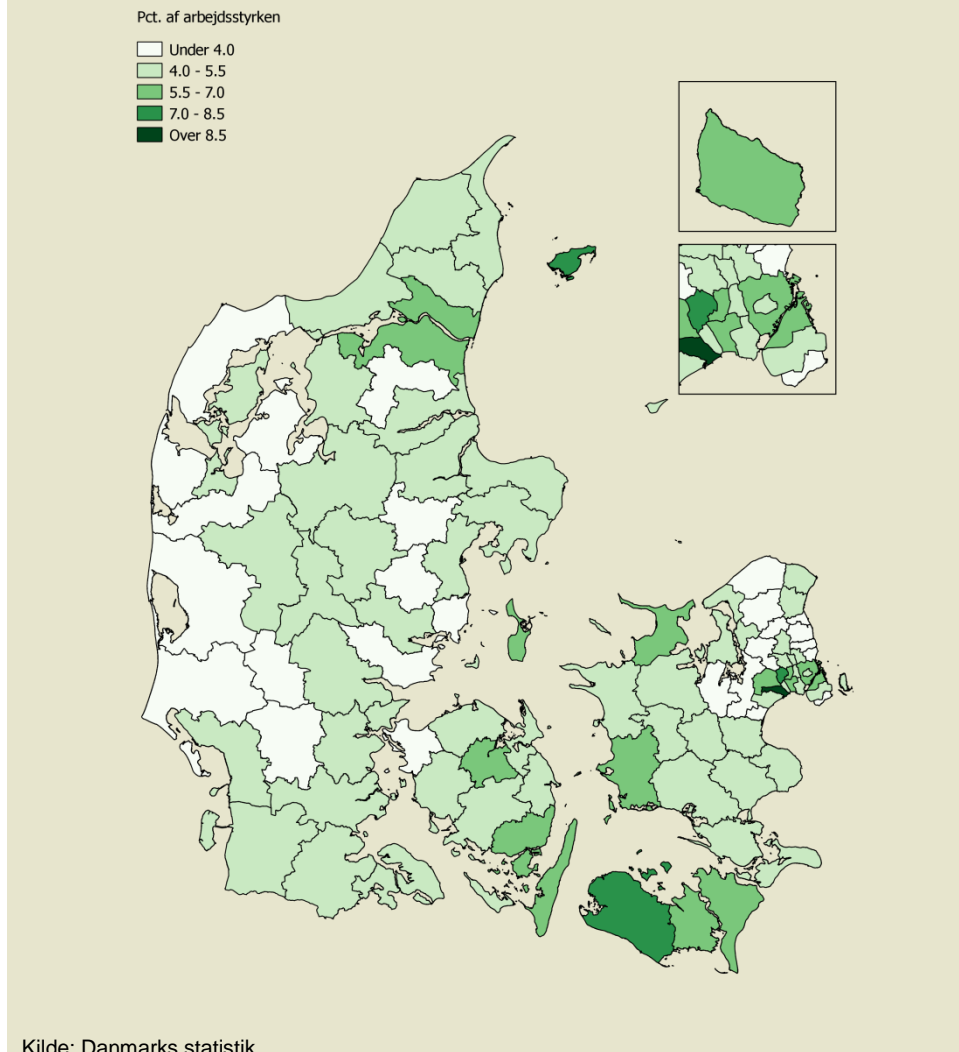 Pct. af arbejdsstyrken
Under 4.0
4.0 - 5.5
5.5 - 7.0
7.0 - 8.5
Over 8.5
Kilde: Danmarks statistik